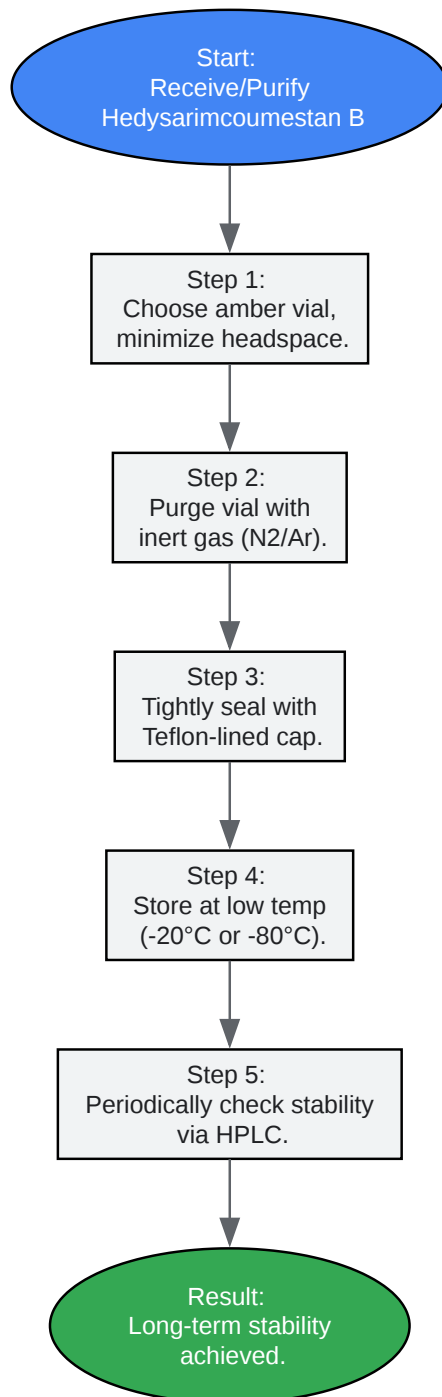 Start:
Receive/Purify
Hedysarimcoumestan B
Step 1:
Choose amber vial,
minimize headspace.
Step 2:
Purge vial with
inert gas (N2/Ar).
Step 3:
Tightly seal with
Teflon-lined cap.
Step 4:
Store at low temp
(-20°C or -80°C).
Step 5:
Periodically check stability
via HPLC.
Result:
Long-term stability
achieved.